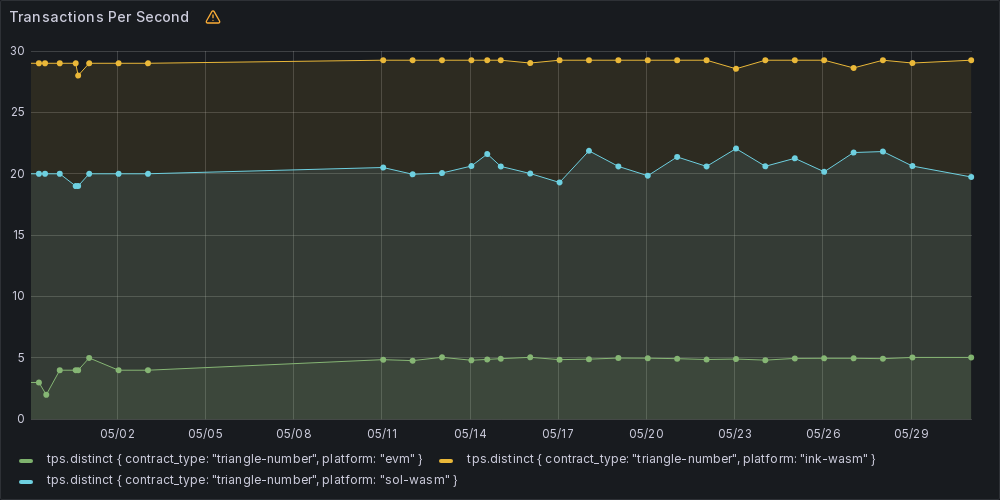 Transactions Per Second
30
25
20
15
10
5
0
05/02 05/05 05/08 05/11 05/14 05/17 05/20 05/23 05/26 05/29
tps.distinct { contract_type: "triangle-number", platform: "evm" } tps.distinct { contract_type: "triangle-number", platform: "ink-wasm" }
tps.distinct { contract_type: "triangle-number", platform: "sol-wasm" }